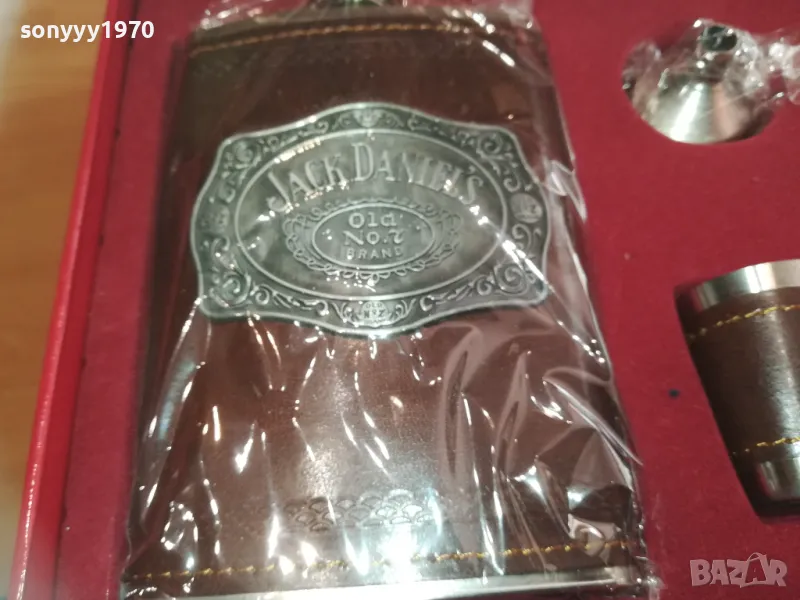 sonyyy1970
JACK DANIEL'S
Old
No.7
BRAND
BAZAR